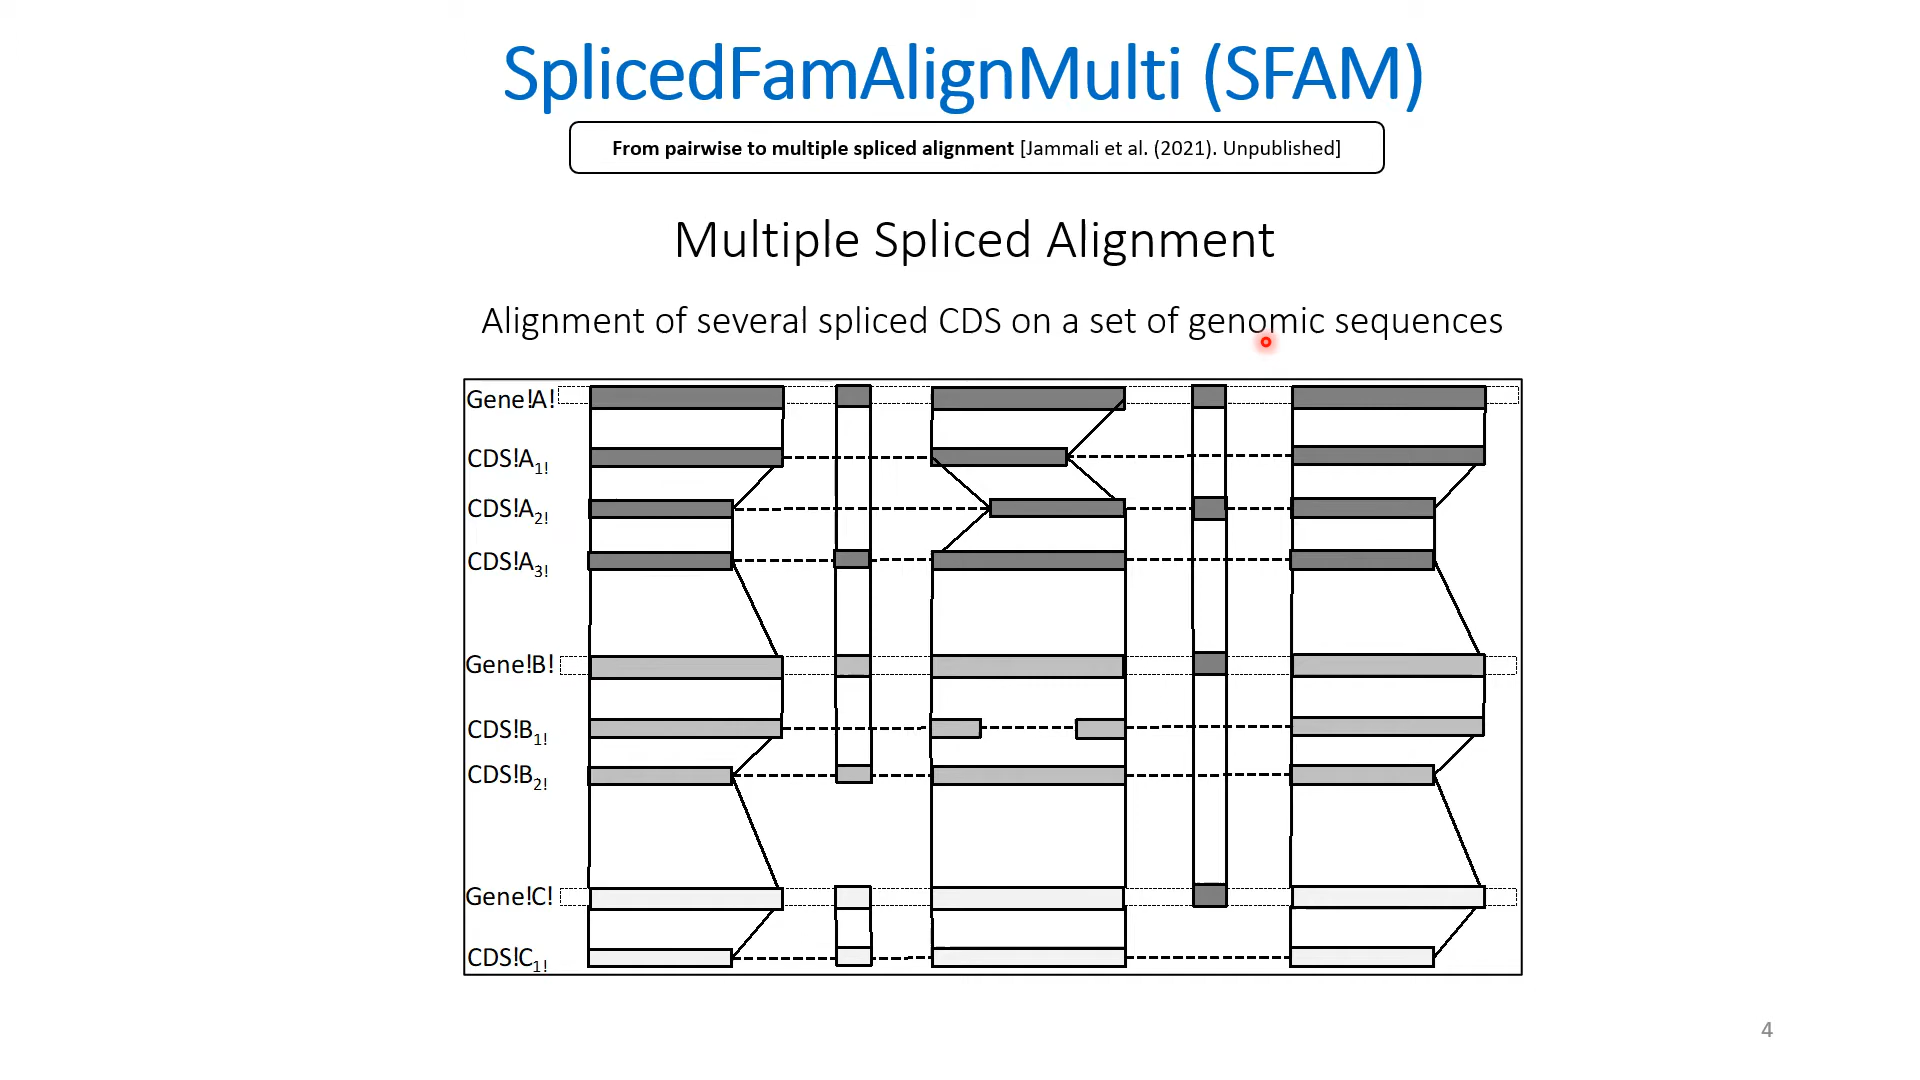 SplicedFamAlignMulti (SFAM)
From pairwise to multiple spliced alignment [Jammali et al. (2021). Unpublished]
Multiple Spliced Alignment
Alignment of several spliced CDS on a set of genomic sequences
Gene!A!
CDS!A1!
CDS!A2!
CDS!A3!
Gene!B!
CDS!B1!
CDS!B2!
Gene!C!
CDS!C1!
4